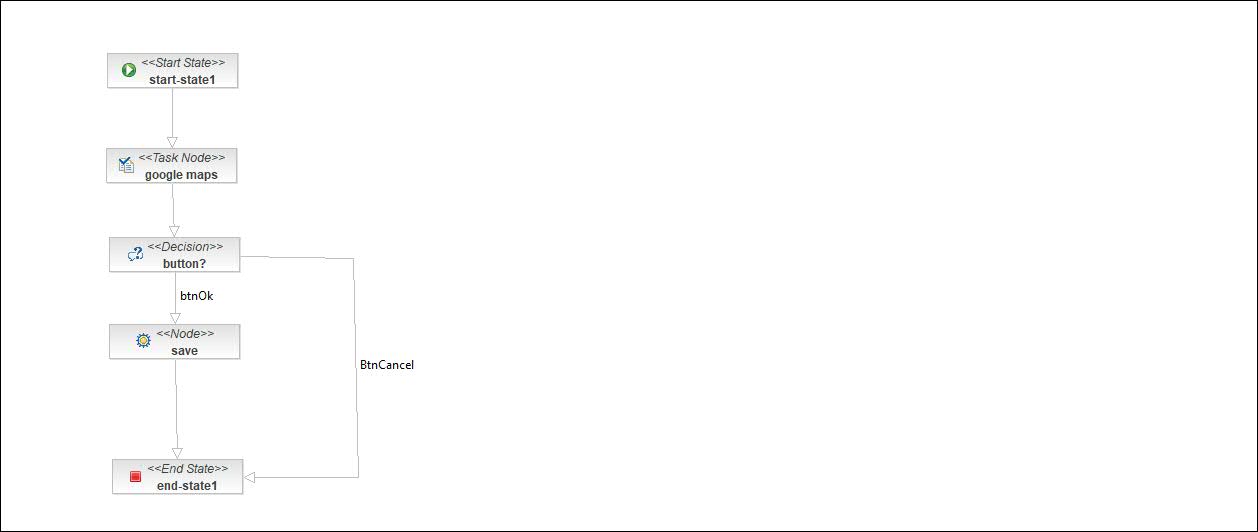 <<Start State>>
start-state1
<<Task Node>>
google maps
<<Decision>>
button?
btnOk
<<Node>>
save
BtnCancel
<<End State>>
end-state1